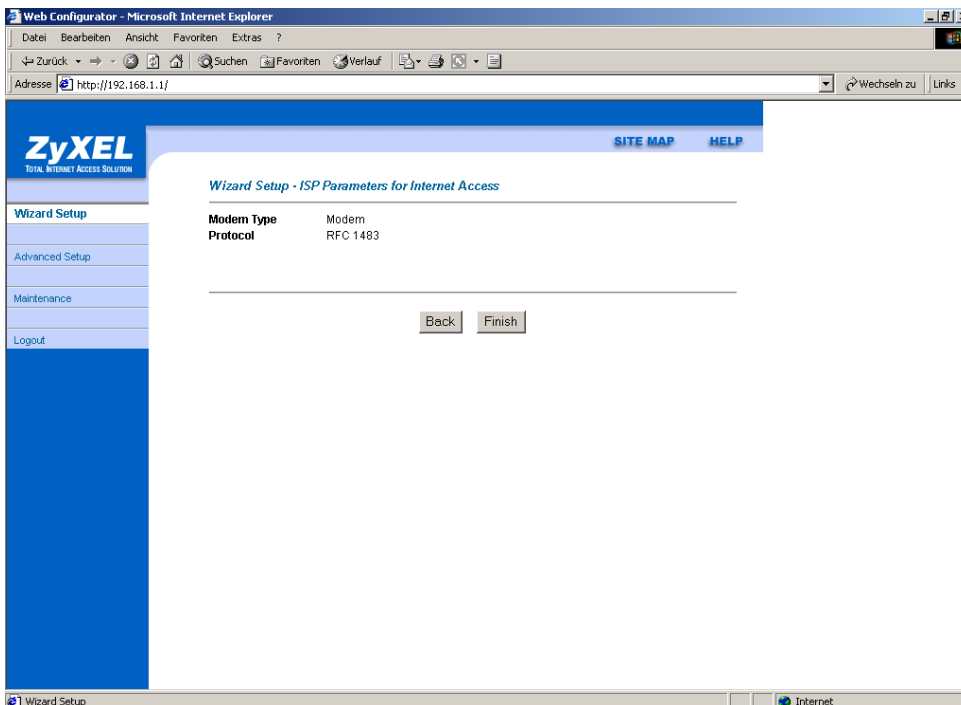 Web Configurator - Microsoft Internet Explorer
Datei Bearbeiten Ansicht Favoriten Extras ?
Zurück Suchen Favoriten Verlauf
Adresse http://192.168.1.1/ Wechseln zu Links
ZyXEL
TOTAL INTERNET ACCESS SOLUTION
SITE MAP HELP
Wizard Setup
Advanced Setup
Maintenance
Logout
Wizard Setup - ISP Parameters for Internet Access
Modem Type Modem
Protocol RFC 1483
Back Finish
Wizard Setup Internet